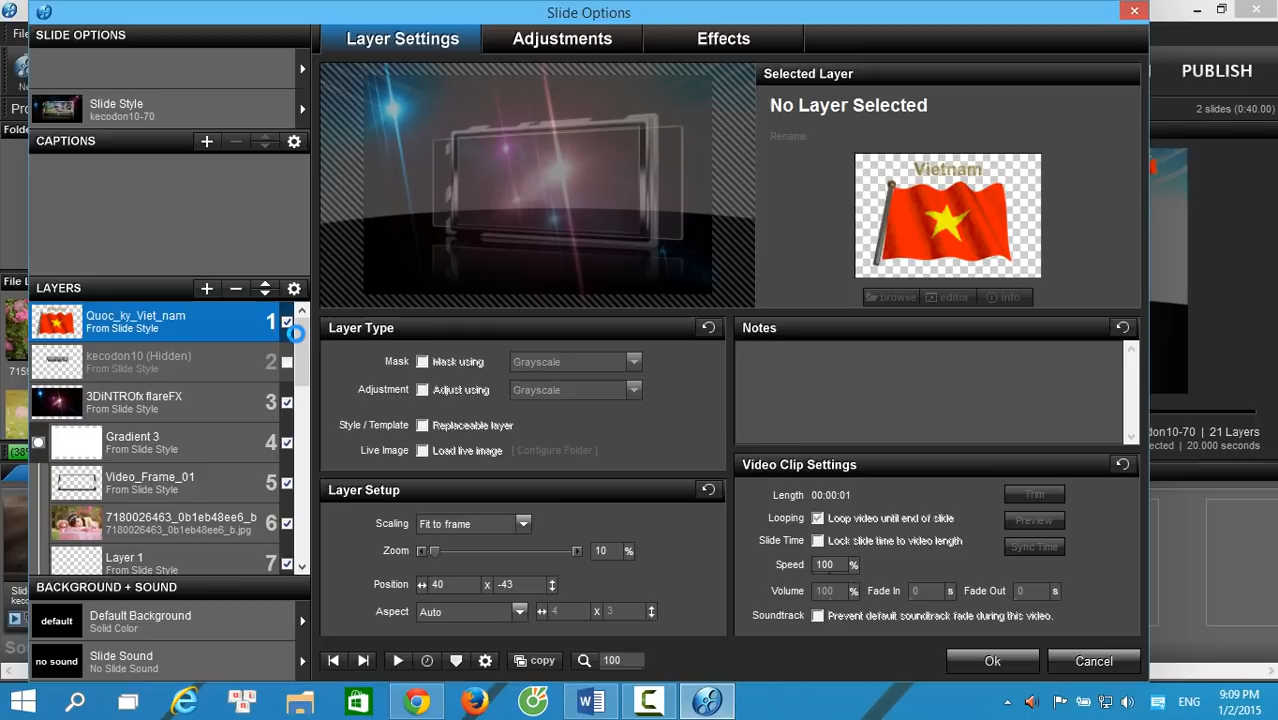 Slide Options
SLIDE OPTIONS
Layer Settings
Adjustments
Effects
Slide Style
kecodon10-70
CAPTIONS
LAYERS
Quoc_ky_Viet_nam
From Slide Style
1
kecodon10 (Hidden)
From Slide Style
2
3DiNTROfx flareFX
From Slide Style
3
Gradient 3
From Slide Style
4
Video_Frame_01
From Slide Style
5
7180026463_0b1eb48ee6_b
7180026463_0b1eb48ee6_b.jpg
6
Layer 1
From Slide Style
7
BACKGROUND + SOUND
default
Default Background
Solid Color
no sound
Slide Sound
No Slide Sound
Selected Layer
No Layer Selected
Rename
Vietnam
browse
editor
info
Layer Type
Mask
Mask using
Grayscale
Adjustment
Adjust using
Grayscale
Style / Template
Replaceable layer
Live Image
Load live image
[ Configure Folder ]
Notes
Layer Setup
Scaling
Fit to frame
Zoom
10 %
Position
40 x -43
Aspect
Auto
4 x 3
Video Clip Settings
Length 00:00:01
Trim
Looping
Loop video until end of slide
Preview
Slide Time
Lock slide time to video length
Sync Time
Speed
100 %
Volume
100 %
Fade In 0 s
Fade Out 0 s
Soundtrack
Prevent default soundtrack fade during this video.
copy
100
Ok
Cancel
PUBLISH
2 slides (0:40.00)
21 Layers
20.000 seconds
ENG
9:09 PM
1/2/2015